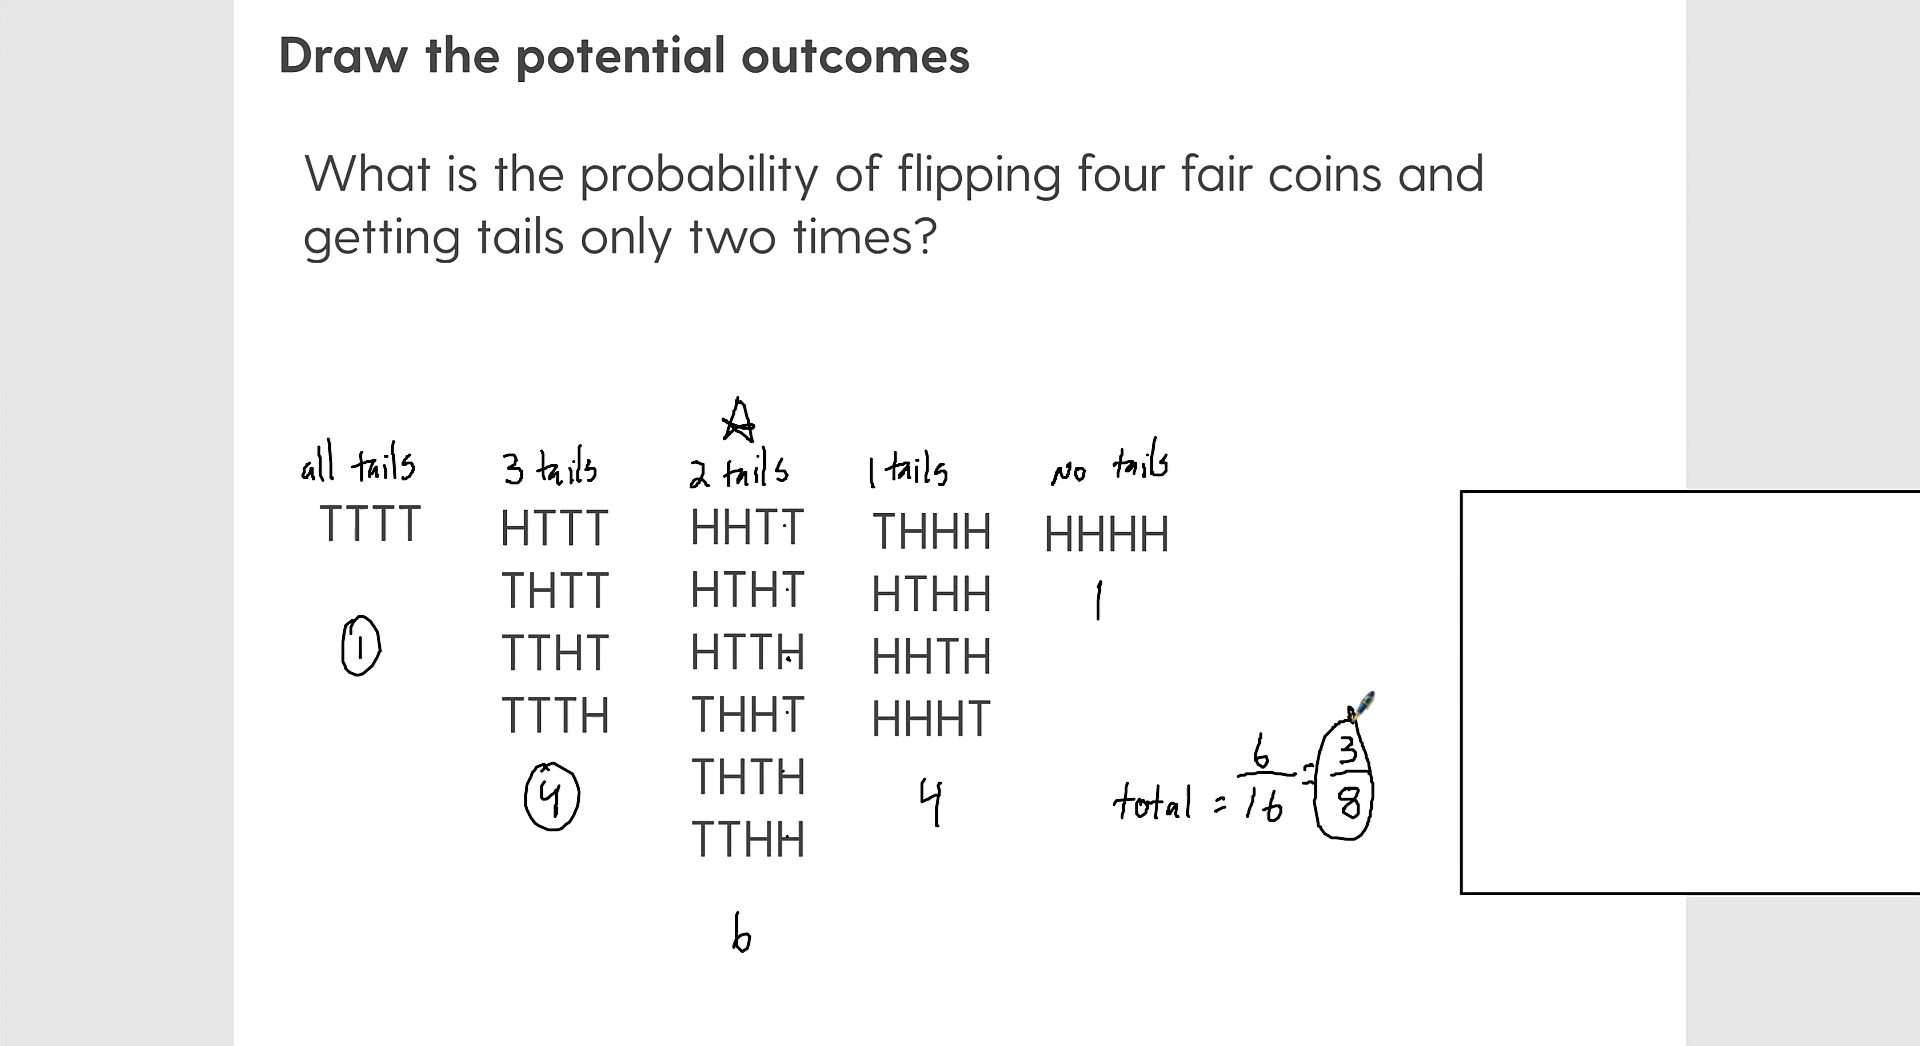 Draw the potential outcomes
What is the probability of flipping four fair coins and
getting tails only two times?
all tails
TTTT
1
3 tails
HTTT
THTT
TTHT
TTTH
4
2 tails
HHTT
HTHT
HTTH
THHT
THTH
TTHH
6
1 tails
THHH
HTHH
HHTH
HHHT
4
no tails
HHHH
1
total = 6/16 = 3/8